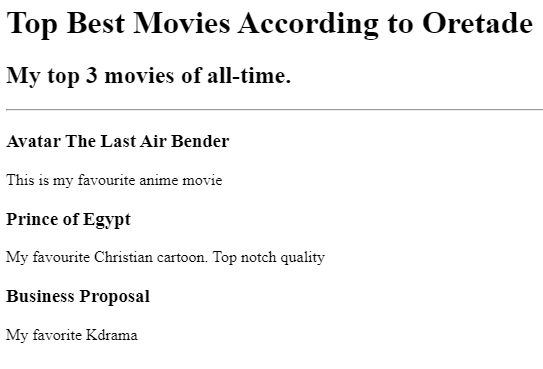 Top Best Movies According to Oretade
My top 3 movies of all-time.
Avatar The Last Air Bender
This is my favourite anime movie
Prince of Egypt
My favourite Christian cartoon. Top notch quality
Business Proposal
My favorite Kdrama